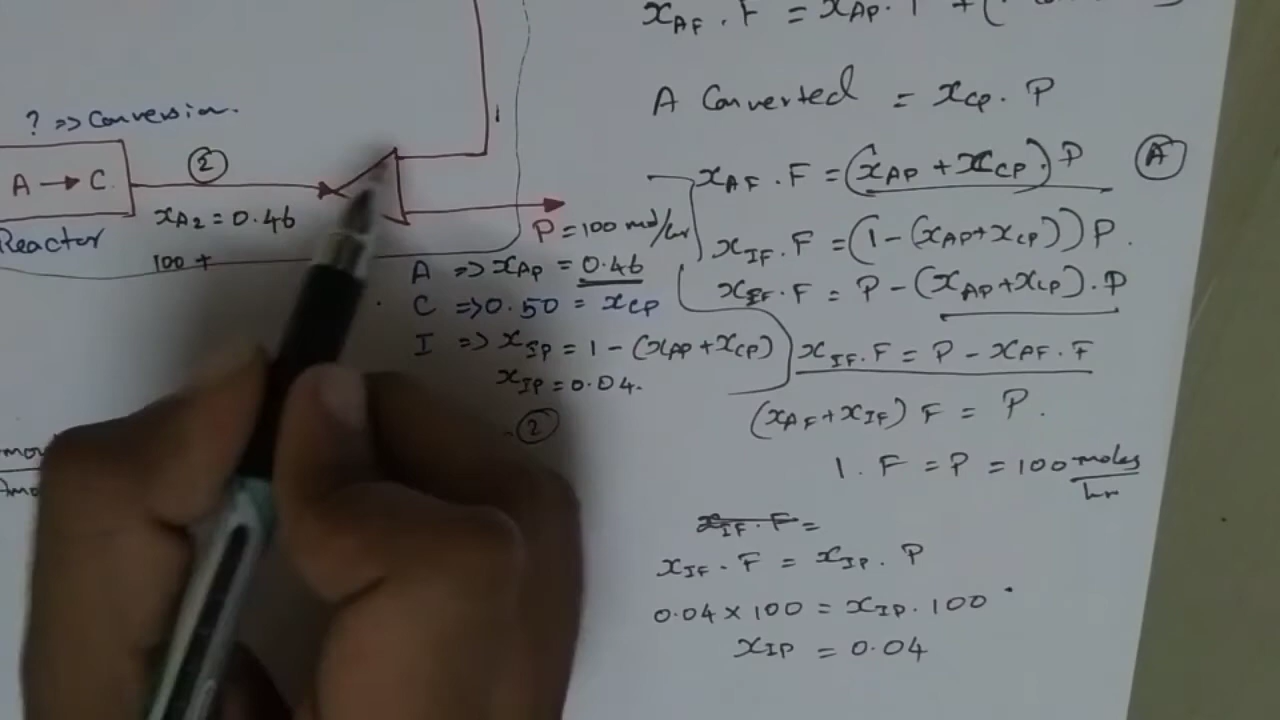 x_AF . F = x_AP .
A Converted = x_CP . P
x_AF . F = (x_AP + x_CP) . P (A)
x_IF . F = (1 - (x_AP + x_CP)) P .
x_IF . F = P - (x_AP + x_CP) . P
x_IF . F = P - x_AF . F
(x_AF + x_IF) F = P .
1 . F = P = 100 moles/hr
x_IF . F =
x_IF . F = x_IP . P
0.04 × 100 = x_IP . 100
x_IP = 0.04
? => Conversion.
A → C
Reactor
(2)
x_A2 = 0.46
100 +
P = 100 mol/hr
A => x_AP = 0.46
C => 0.50 = x_CP
I => x_IP = 1 - (x_AP + x_CP)
x_IP = 0.04.
(2)